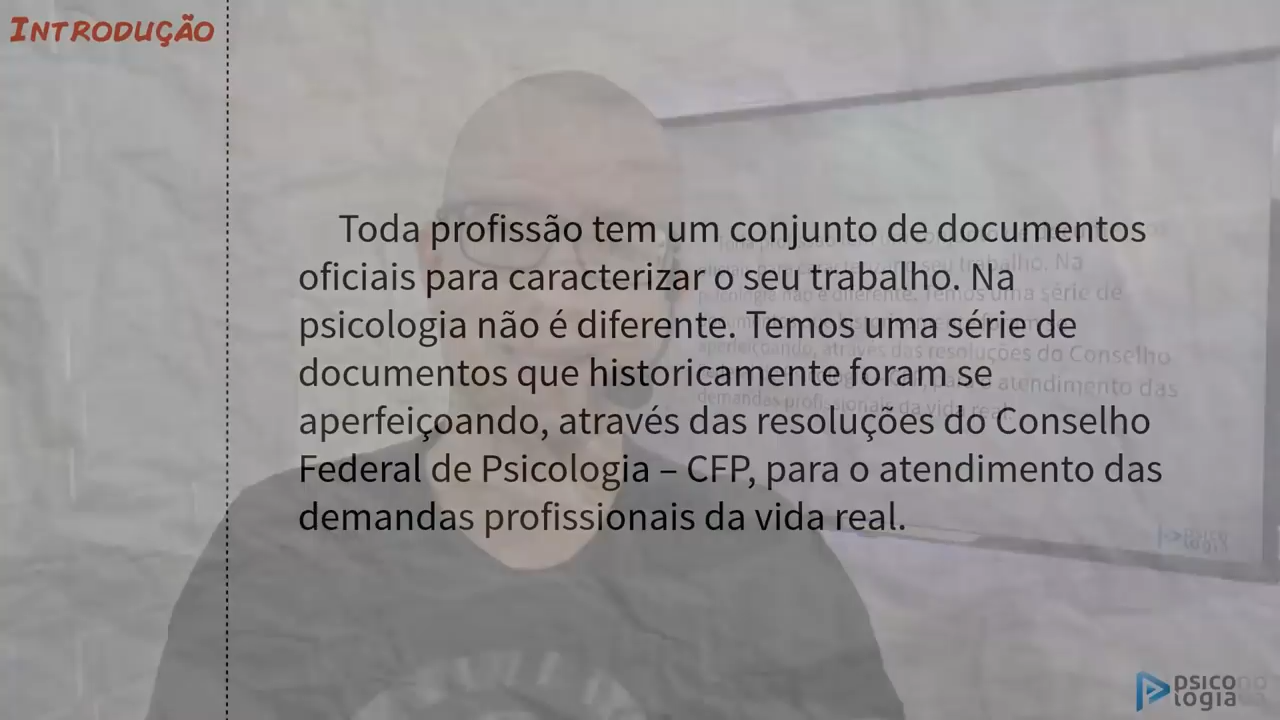 INTRODUÇÃO
Toda profissão tem um conjunto de documentos
oficiais para caracterizar o seu trabalho. Na
psicologia não é diferente. Temos uma série de
documentos que historicamente foram se
aperfeiçoando, através das resoluções do Conselho
Federal de Psicologia – CFP, para o atendimento das
demandas profissionais da vida real.
psico
logia